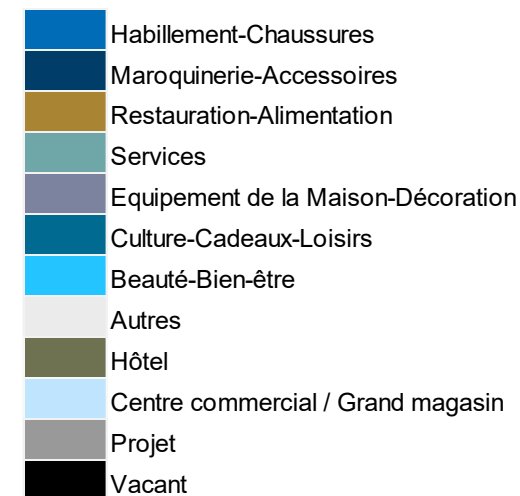 Habillement-Chaussures
Maroquinerie-Accessoires
Restauration-Alimentation
Services
Equipement de la Maison-Décoration
Culture-Cadeaux-Loisirs
Beauté-Bien-être
Autres
Hôtel
Centre commercial / Grand magasin
Projet
Vacant